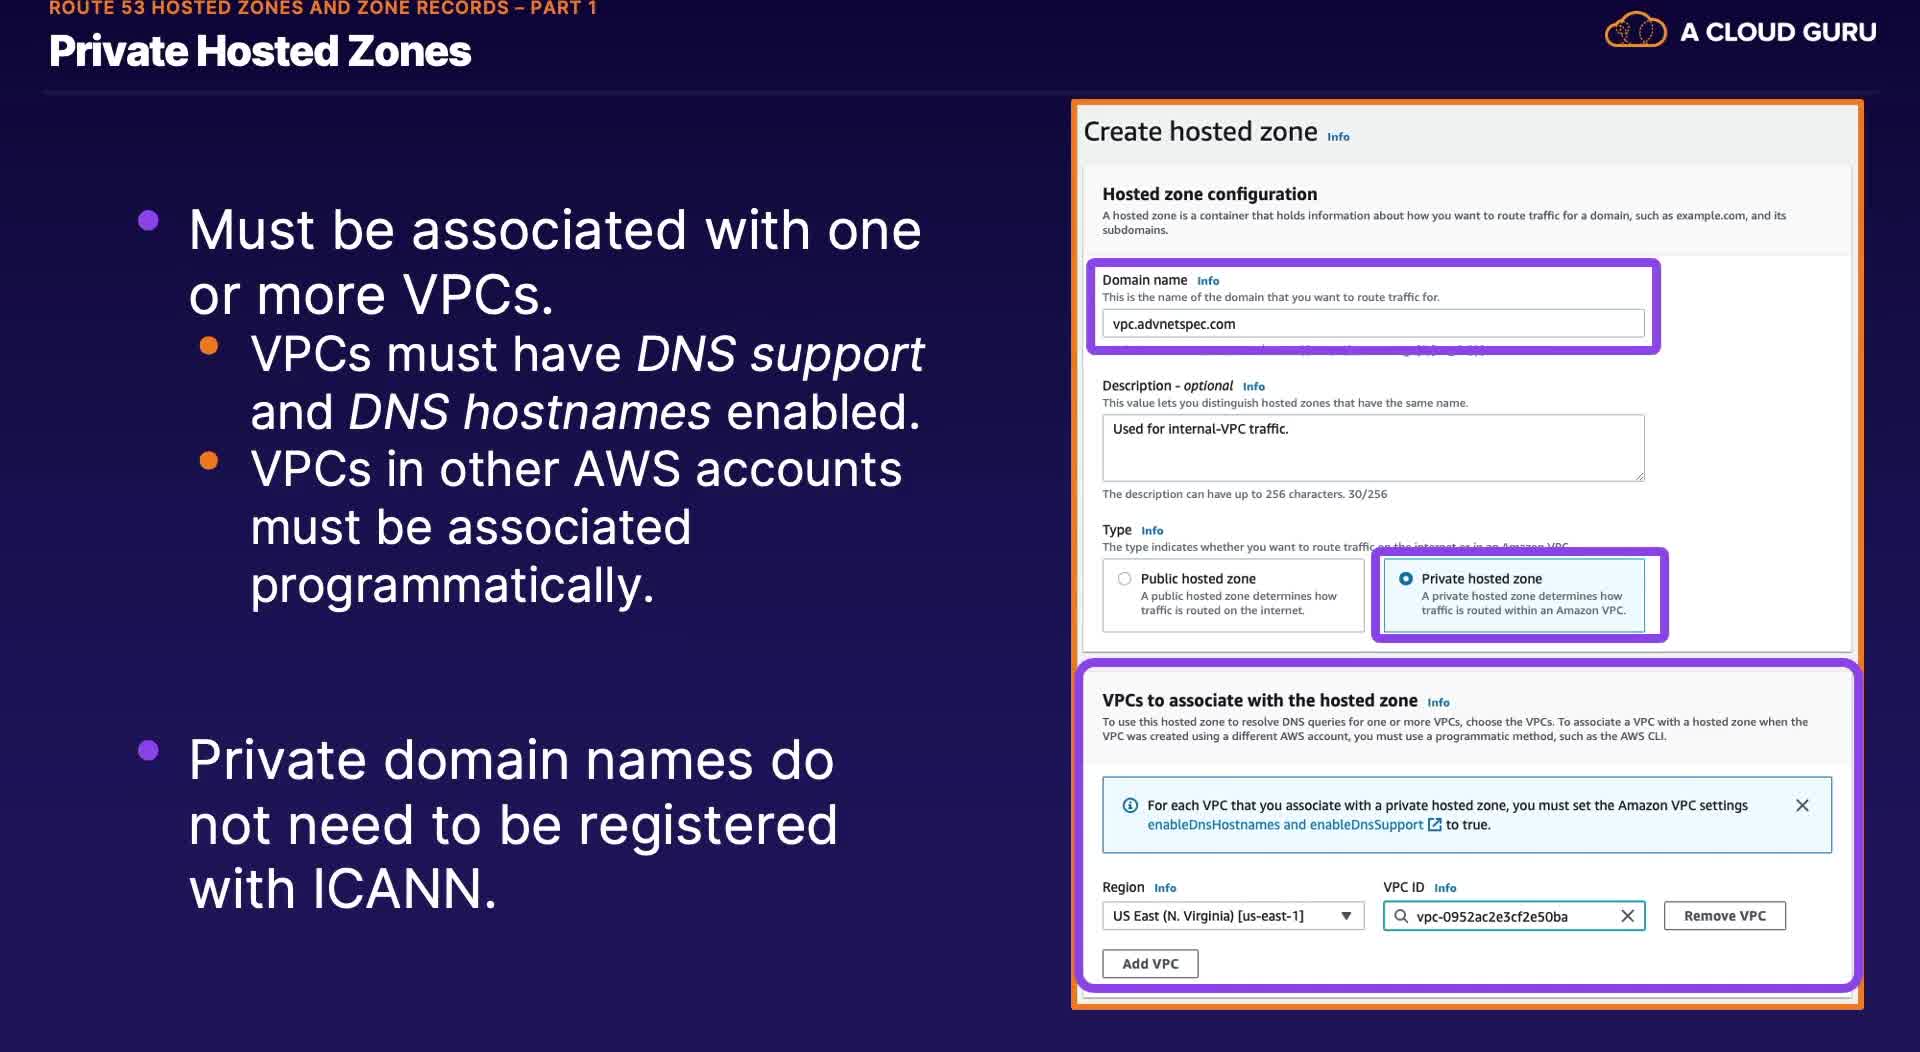 ROUTE 53 HOSTED ZONES AND ZONE RECORDS – PART 1
Private Hosted Zones
A CLOUD GURU
Must be associated with one
or more VPCs.
VPCs must have DNS support
and DNS hostnames enabled.
VPCs in other AWS accounts
must be associated
programmatically.
Private domain names do
not need to be registered
with ICANN.
Create hosted zone Info
Hosted zone configuration
A hosted zone is a container that holds information about how you want to route traffic for a domain, such as example.com, and its
subdomains.
Domain name Info
This is the name of the domain that you want to route traffic for.
vpc.advnetspec.com
Description - optional Info
This value lets you distinguish hosted zones that have the same name.
Used for internal-VPC traffic.
The description can have up to 256 characters. 30/256
Type Info
The type indicates whether you want to route traffic on the internet or in an Amazon VPC.
Public hosted zone
A public hosted zone determines how
traffic is routed on the internet.
Private hosted zone
A private hosted zone determines how
traffic is routed within an Amazon VPC.
VPCs to associate with the hosted zone Info
To use this hosted zone to resolve DNS queries for one or more VPCs, choose the VPCs. To associate a VPC with a hosted zone when the
VPC was created using a different AWS account, you must use a programmatic method, such as the AWS CLI.
For each VPC that you associate with a private hosted zone, you must set the Amazon VPC settings
enableDnsHostnames and enableDnsSupport to true.
Region Info
US East (N. Virginia) [us-east-1]
VPC ID Info
vpc-0952ac2e3cf2e50ba
Remove VPC
Add VPC